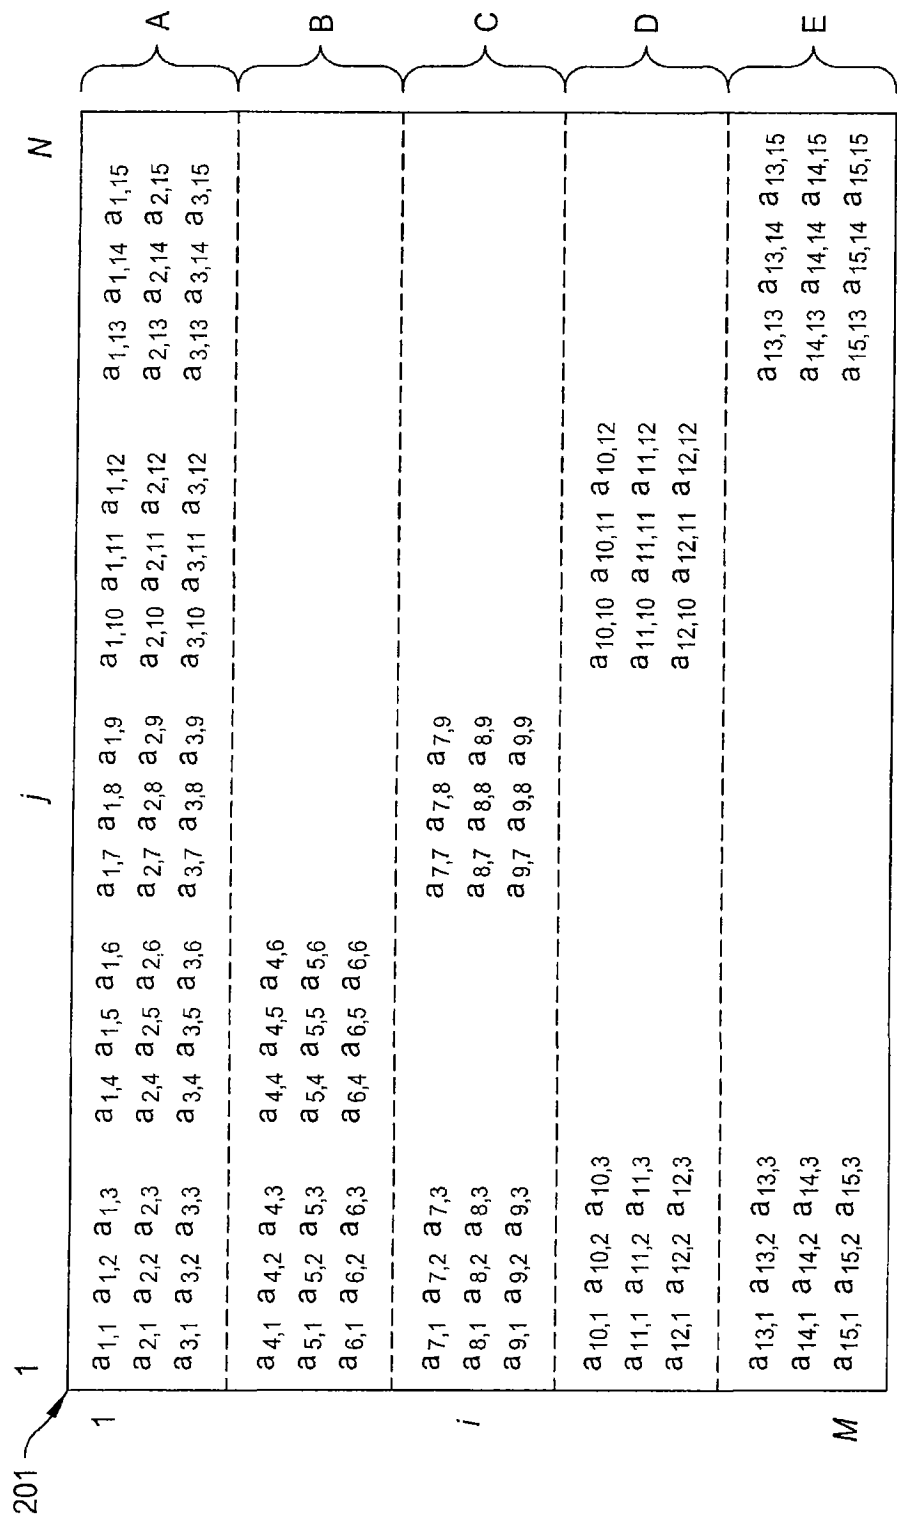 201
1 j N
1 a1,1 a1,2 a1,3 a1,4 a1,5 a1,6 a1,7 a1,8 a1,9 a1,10 a1,11 a1,12 a1,13 a1,14 a1,15
a2,1 a2,2 a2,3 a2,4 a2,5 a2,6 a2,7 a2,8 a2,9 a2,10 a2,11 a2,12 a2,13 a2,14 a2,15 A
a3,1 a3,2 a3,3 a3,4 a3,5 a3,6 a3,7 a3,8 a3,9 a3,10 a3,11 a3,12 a3,13 a3,14 a3,15
a4,1 a4,2 a4,3 a4,4 a4,5 a4,6
a5,1 a5,2 a5,3 a5,4 a5,5 a5,6 B
a6,1 a6,2 a6,3 a6,4 a6,5 a6,6
a7,1 a7,2 a7,3 a7,7 a7,8 a7,9
i a8,1 a8,2 a8,3 a8,7 a8,8 a8,9 C
a9,1 a9,2 a9,3 a9,7 a9,8 a9,9
a10,1 a10,2 a10,3 a10,10 a10,11 a10,12
a11,1 a11,2 a11,3 a11,10 a11,11 a11,12 D
a12,1 a12,2 a12,3 a12,10 a12,11 a12,12
a13,1 a13,2 a13,3 a13,13 a13,14 a13,15
a14,1 a14,2 a14,3 a14,13 a14,14 a14,15 E
M a15,1 a15,2 a15,3 a15,13 a15,14 a15,15